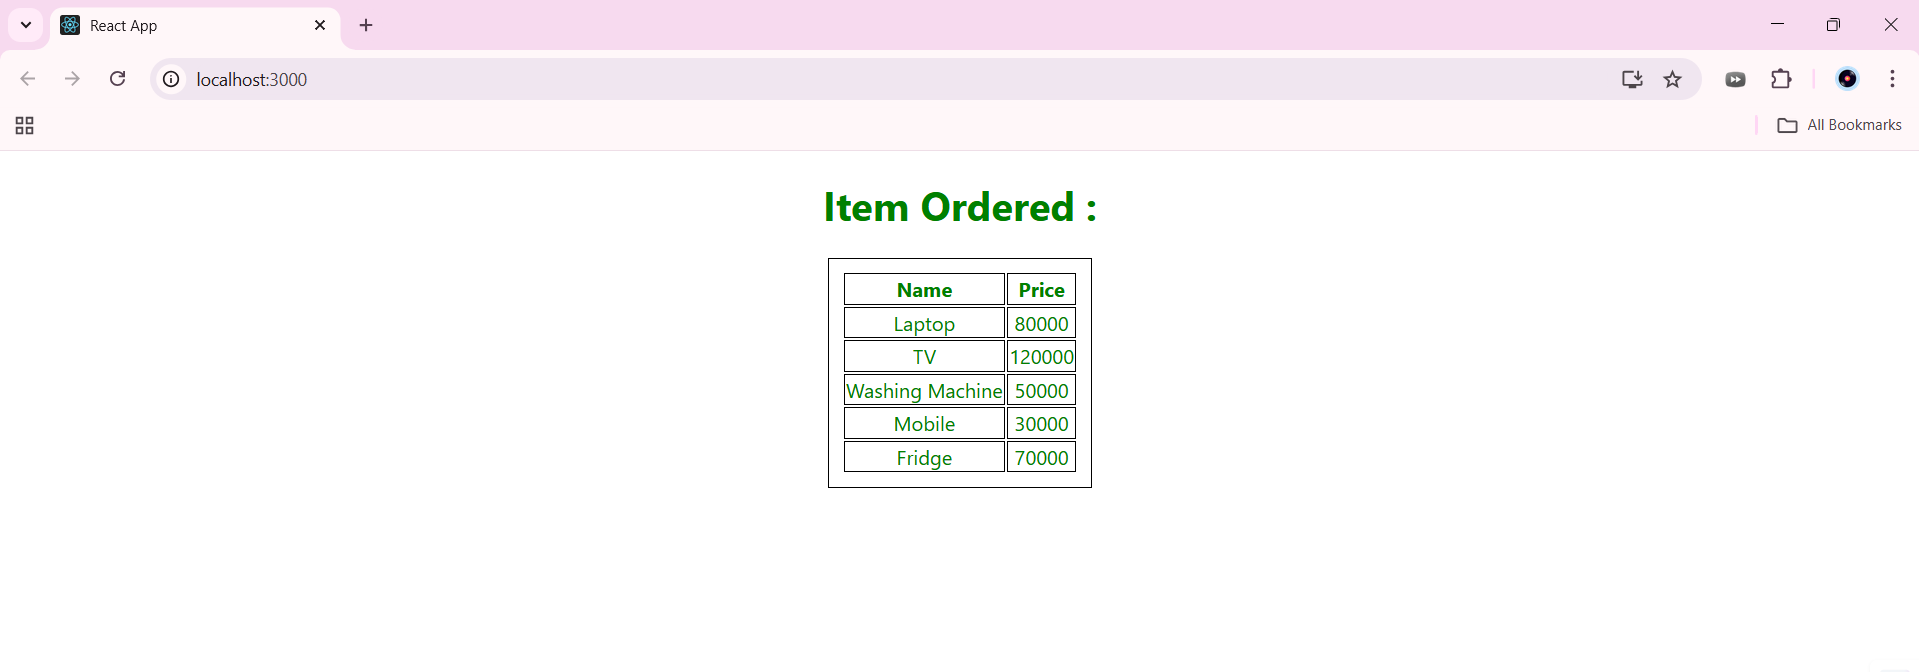 React App
localhost:3000
All Bookmarks
Item Ordered :
Name Price
Laptop 80000
TV 120000
Washing Machine 50000
Mobile 30000
Fridge 70000